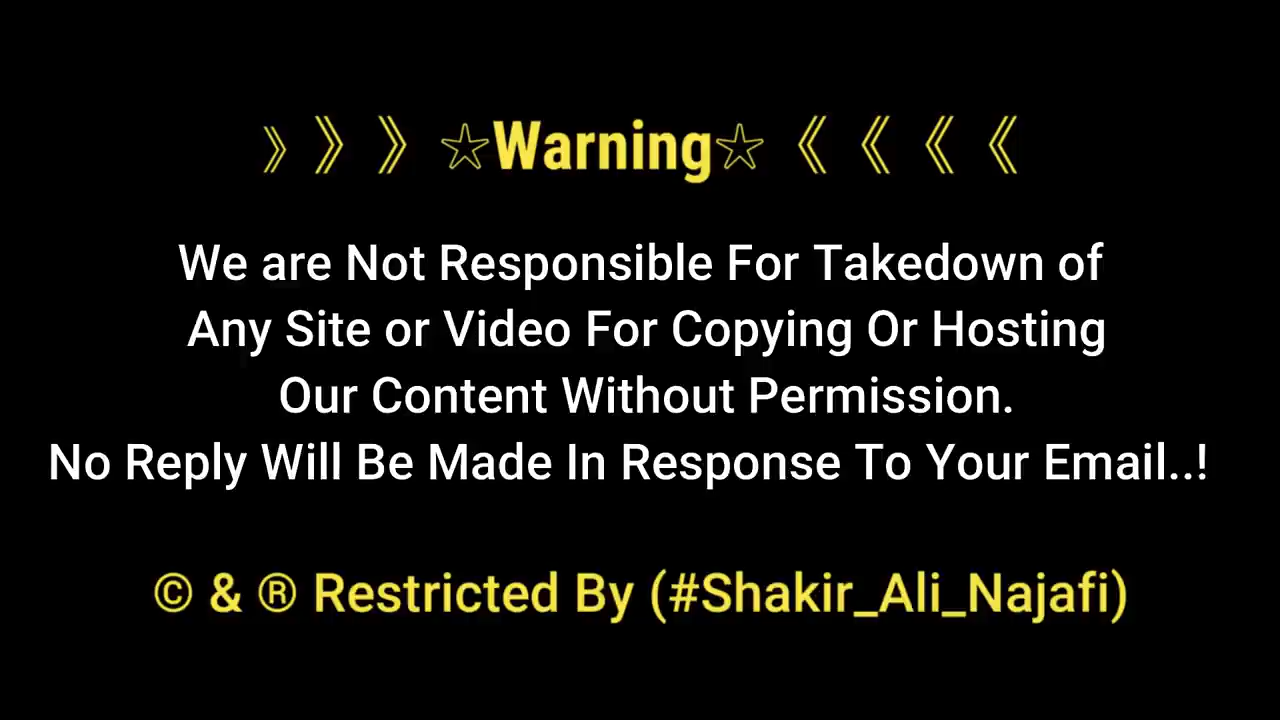 》》》☆Warning☆《《《《
We are Not Responsible For Takedown of
Any Site or Video For Copying Or Hosting
Our Content Without Permission.
No Reply Will Be Made In Response To Your Email..!
© & ® Restricted By (#Shakir_Ali_Najafi)